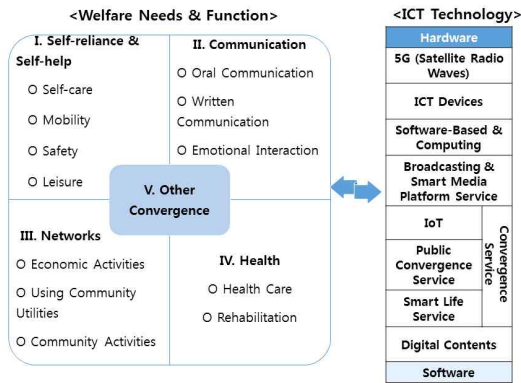 <Welfare Needs & Function>
I. Self-reliance &
Self-help
O Self-care
O Mobility
O Safety
O Leisure
II. Communication
O Oral Communication
O Written
Communication
O Emotional Interaction
V. Other
Convergence
III. Networks
O Economic Activities
O Using Community
Utilities
O Community Activities
IV. Health
O Health Care
O Rehabilitation
<ICT Technology>
Hardware
5G (Satellite Radio
Waves)
ICT Devices
Software-Based &
Computing
Broadcasting &
Smart Media
Platform Service
IoT
Public
Convergence
Service
Smart Life
Service
Convergence
Service
Digital Contents
Software